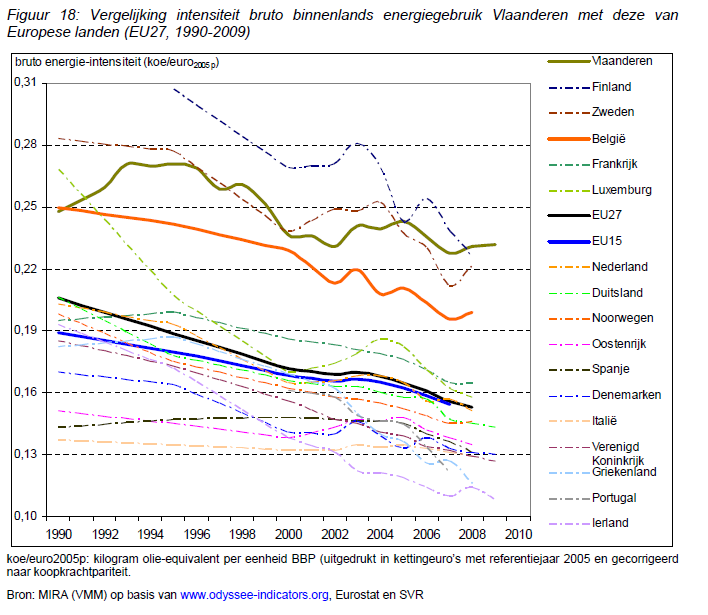 Figuur 18: Vergelijking intensiteit bruto binnenlands energiegebruik Vlaanderen met deze van
Europese landen (EU27, 1990-2009)
bruto energie-intensiteit (koe/euro2005 p)
0,31
0,28
0,25
0,22
0,19
0,16
0,13
0,10
1990 1992 1994 1996 1998 2000 2002 2004 2006 2008 2010
Vlaanderen
Finland
Zweden
België
Frankrijk
Luxemburg
EU27
EU15
Nederland
Duitsland
Noorwegen
Oostenrijk
Spanje
Denemarken
Italië
Verenigd
Koninkrijk
Griekenland
Portugal
Ierland
koe/euro2005p: kilogram olie-equivalent per eenheid BBP (uitgedrukt in kettingeuro's met referentiejaar 2005 en gecorrigeerd
naar koopkrachtpariteit.
Bron: MIRA (VMM) op basis van www.odyssee-indicators.org, Eurostat en SVR